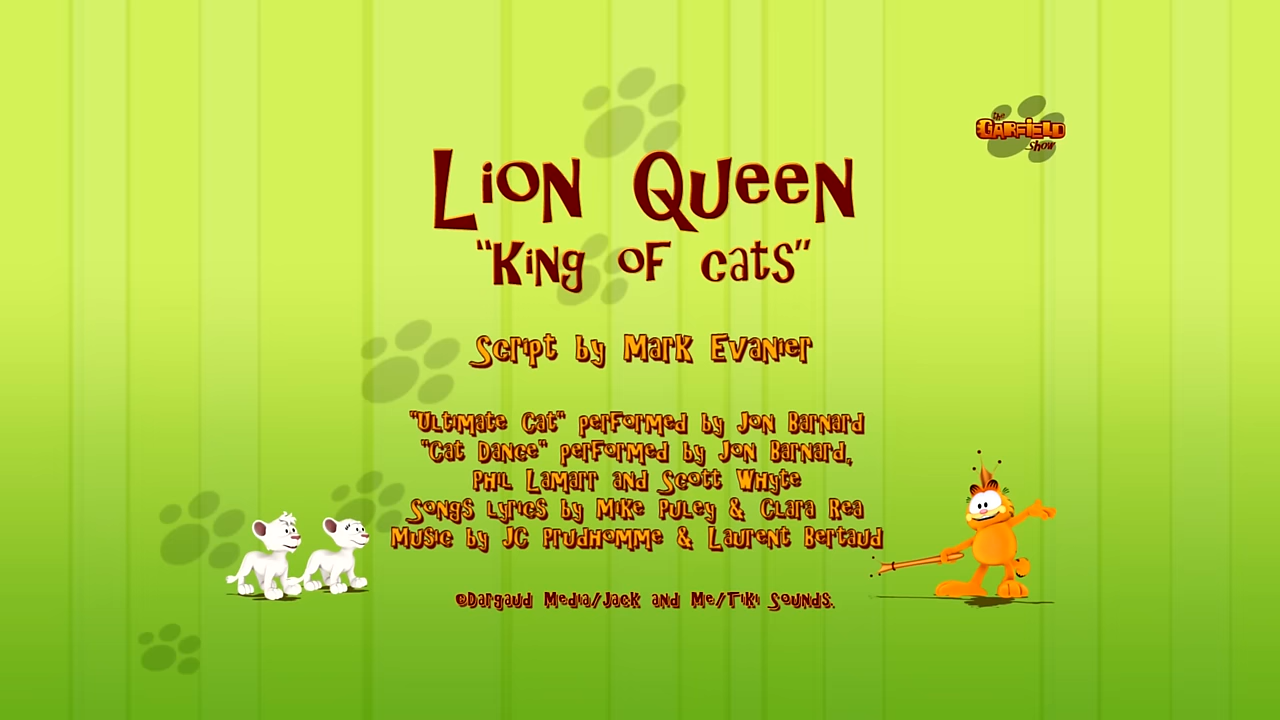 Lion Queen
"King of Cats"
the
GARFIELD
Show
Script by Mark Evanier
"Ultimate Cat" performed by Jon Barnard
"Cat Dance" performed by Jon Barnard,
Phil Lamarr and Scott Whyte
Songs lyrics by Mike Puley & Clara Rea
Music by JC Prudhomme & Laurent Bertaud
©Dargaud Media/Jack and Me/Tiki Sounds.